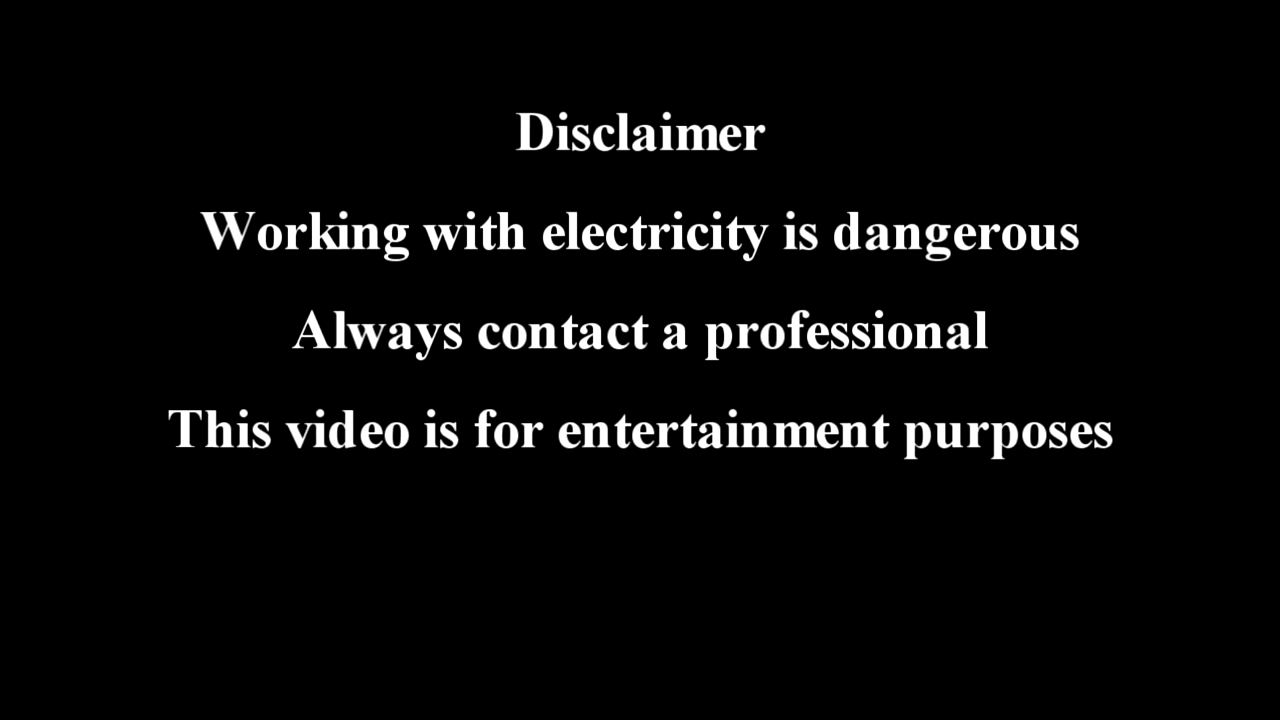 Disclaimer
Working with electricity is dangerous
Always contact a professional
This video is for entertainment purposes